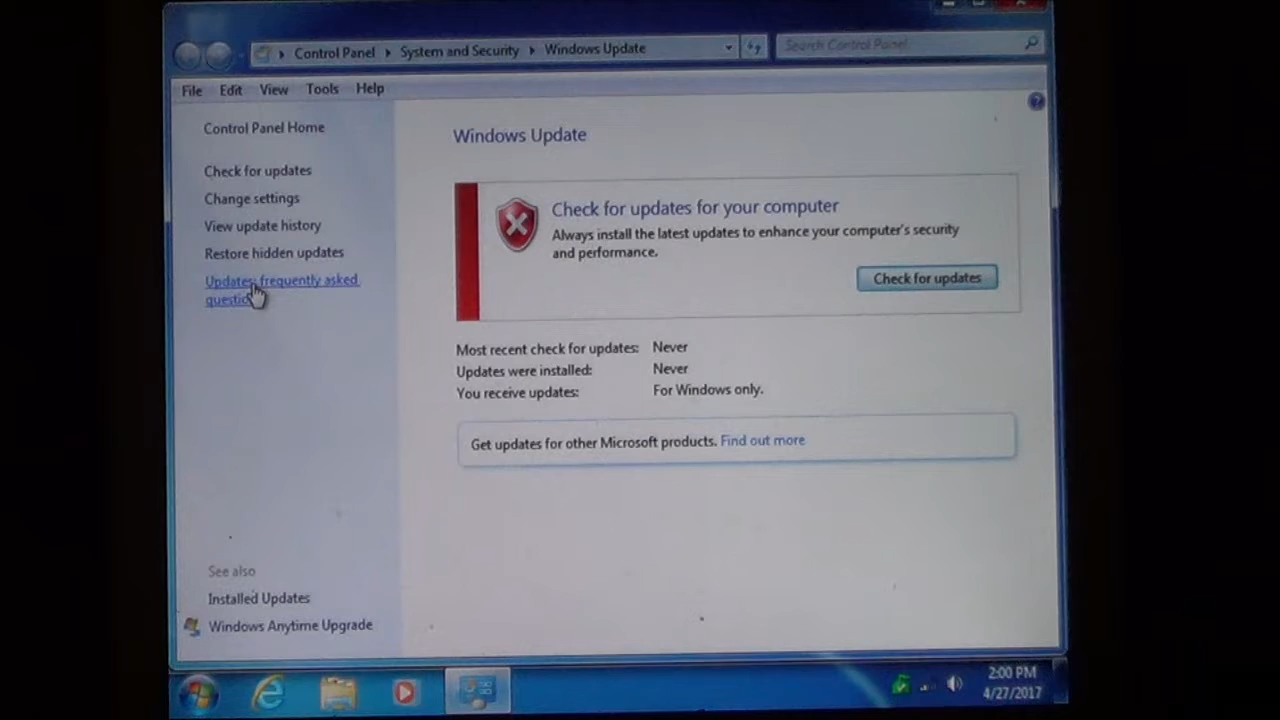 Control Panel
System and Security
Windows Update
Search Control Panel
File Edit View Tools Help
Control Panel Home
Check for updates
Change settings
View update history
Restore hidden updates
Updates: frequently asked
Windows Update
Check for updates for your computer
Always install the latest updates to enhance your computer's security
and performance.
Check for updates
Most recent check for updates: Never
Updates were installed: Never
You receive updates: For Windows only.
Get updates for other Microsoft products. Find out more
See also
Installed Updates
Windows Anytime Upgrade
2:00 PM
4/27/2017